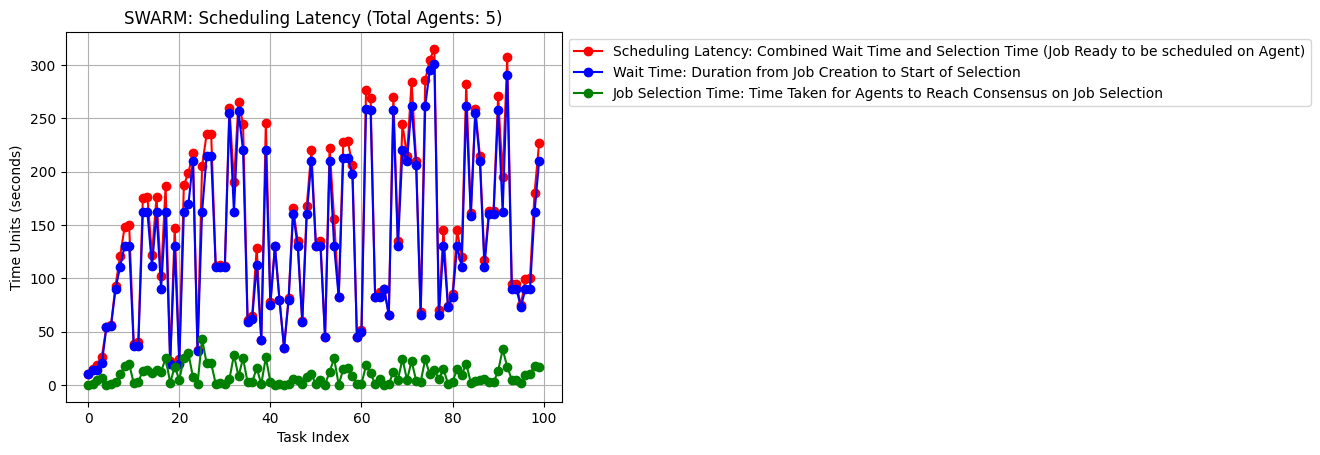 SWARM: Scheduling Latency (Total Agents: 5)
Scheduling Latency: Combined Wait Time and Selection Time (Job Ready to be scheduled on Agent)
Wait Time: Duration from Job Creation to Start of Selection
Job Selection Time: Time Taken for Agents to Reach Consensus on Job Selection
Time Units (seconds)
300
250
200
150
100
50
0
0 20 40 60 80 100
Task Index